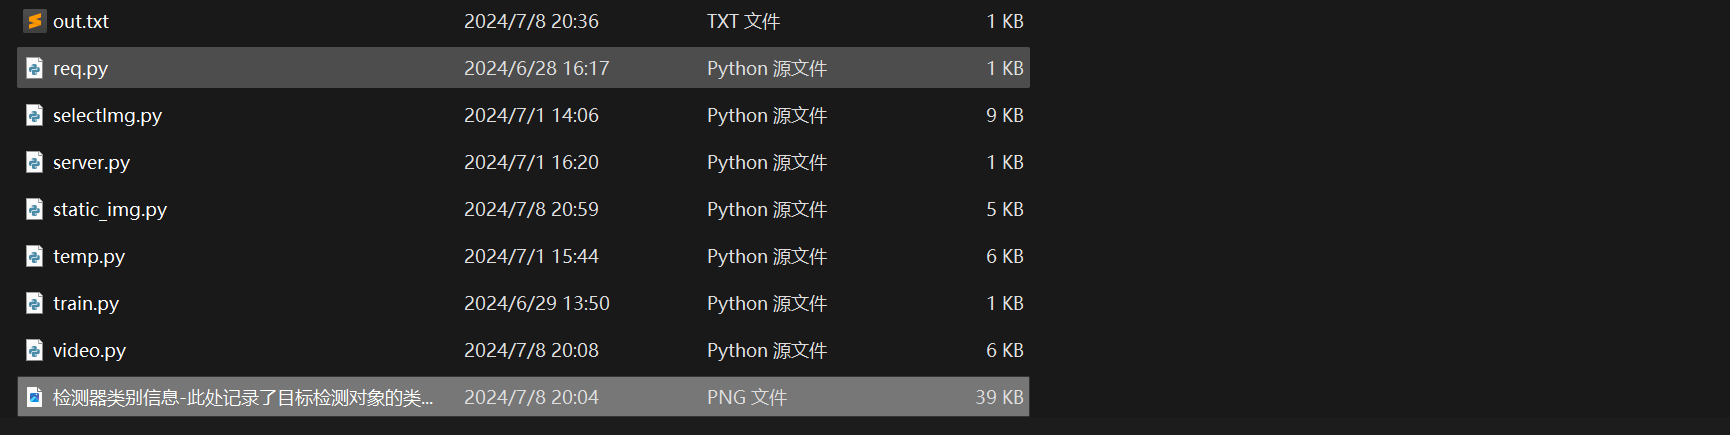 out.txt 2024/7/8 20:36 TXT 文件 1 KB
req.py 2024/6/28 16:17 Python 源文件 1 KB
selectImg.py 2024/7/1 14:06 Python 源文件 9 KB
server.py 2024/7/1 16:20 Python 源文件 1 KB
static_img.py 2024/7/8 20:59 Python 源文件 5 KB
temp.py 2024/7/1 15:44 Python 源文件 6 KB
train.py 2024/6/29 13:50 Python 源文件 1 KB
video.py 2024/7/8 20:08 Python 源文件 6 KB
检测器类别信息-此处记录了目标检测对象的类... 2024/7/8 20:04 PNG 文件 39 KB